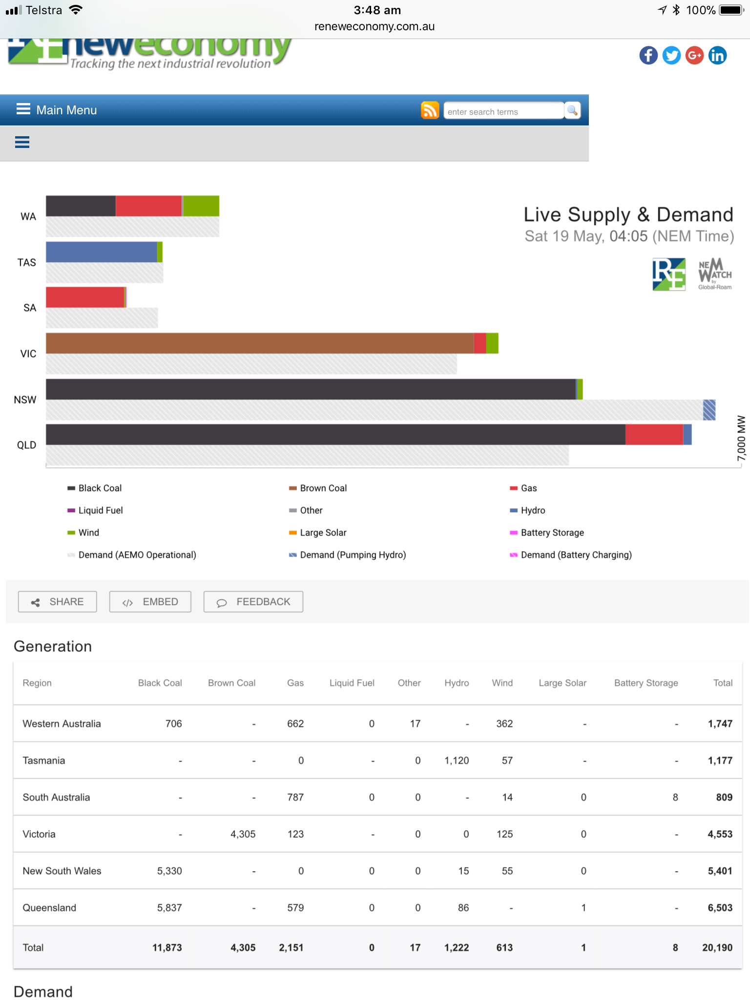 Telstra 3:48 am 100%
reneweconomy.com.au
REneweconomy
Tracking the next industrial revolution
Main Menu enter search terms
Live Supply & Demand
Sat 19 May, 04:05 (NEM Time)
RE NEM WATCH by Global-Roam
WA
TAS
SA
VIC
NSW
QLD
7,000 MW
Black Coal Brown Coal Gas
Liquid Fuel Other Hydro
Wind Large Solar Battery Storage
Demand (AEMO Operational) Demand (Pumping Hydro) Demand (Battery Charging)
SHARE </> EMBED FEEDBACK
Generation
Region Black Coal Brown Coal Gas Liquid Fuel Other Hydro Wind Large Solar Battery Storage Total
Western Australia 706 - 662 0 17 - 362 - - 1,747
Tasmania - - 0 - 0 1,120 57 - - 1,177
South Australia - - 787 0 0 - 14 0 8 809
Victoria - 4,305 123 - 0 0 125 0 - 4,553
New South Wales 5,330 - 0 0 0 15 55 0 - 5,401
Queensland 5,837 - 579 0 0 86 - 1 - 6,503
Total 11,873 4,305 2,151 0 17 1,222 613 1 8 20,190
Demand